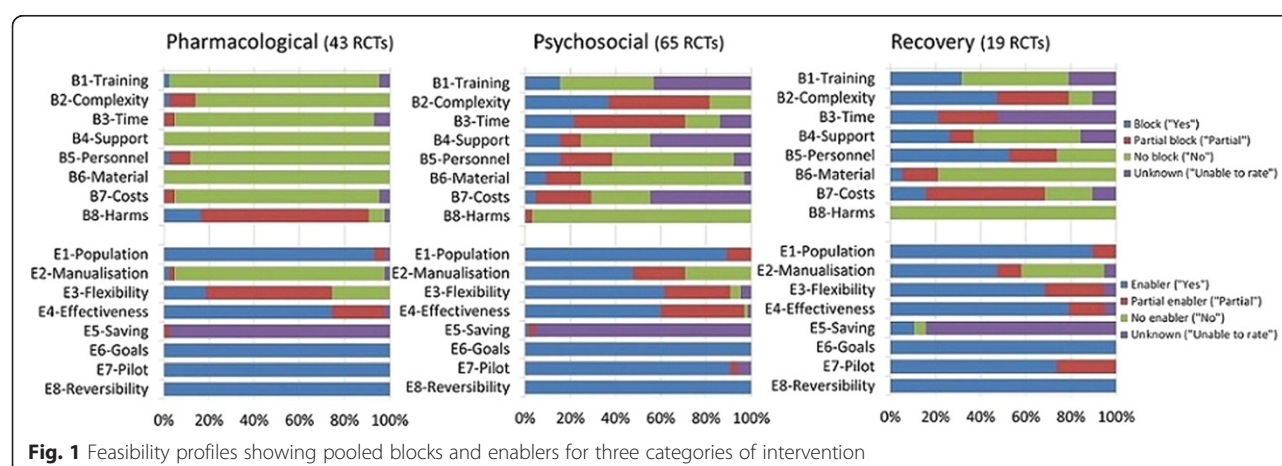 Pharmacological (43 RCTs)
B1-Training
B2-Complexity
B3-Time
B4-Support
B5-Personnel
B6-Material
B7-Costs
B8-Harms
E1-Population
E2-Manualisation
E3-Flexibility
E4-Effectiveness
E5-Saving
E6-Goals
E7-Pilot
E8-Reversibility
0% 20% 40% 60% 80% 100%
Psychosocial (65 RCTs)
B1-Training
B2-Complexity
B3-Time
B4-Support
B5-Personnel
B6-Material
B7-Costs
B8-Harms
E1-Population
E2-Manualisation
E3-Flexibility
E4-Effectiveness
E5-Saving
E6-Goals
E7-Pilot
E8-Reversibility
0% 20% 40% 60% 80% 100%
Recovery (19 RCTs)
B1-Training
B2-Complexity
B3-Time
B4-Support
B5-Personnel
B6-Material
B7-Costs
B8-Harms
E1-Population
E2-Manualisation
E3-Flexibility
E4-Effectiveness
E5-Saving
E6-Goals
E7-Pilot
E8-Reversibility
0% 20% 40% 60% 80% 100%
Block ("Yes")
Partial block ("Partial")
No block ("No")
Unknown ("Unable to rate")
Enabler ("Yes")
Partial enabler ("Partial")
No enabler ("No")
Unknown ("Unable to rate")
Fig. 1 Feasibility profiles showing pooled blocks and enablers for three categories of intervention